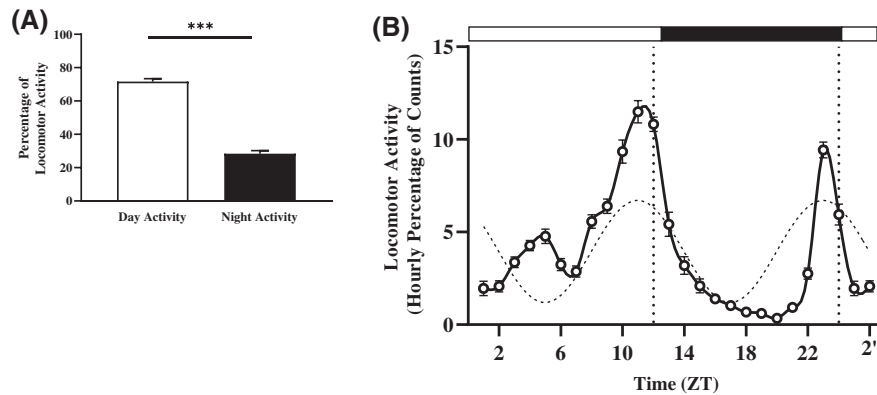 (A)
***
Percentage of
Locomotor Activity
100
80
60
40
20
0
Day Activity
Night Activity
(B)
Locomotor Activity
(Hourly Percentage of Counts)
15
10
5
0
2
6
10
14
18
22
2'
Time (ZT)